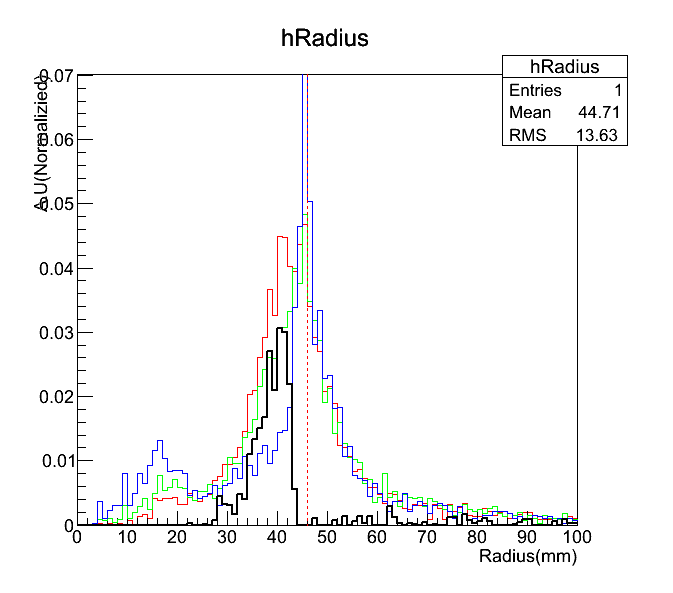 hRadius
hRadius
Entries 1
Mean 44.71
RMS 13.63
A.U(Normalizied)
0.07
0.06
0.05
0.04
0.03
0.02
0.01
0
0 10 20 30 40 50 60 70 80 90 100
Radius(mm)